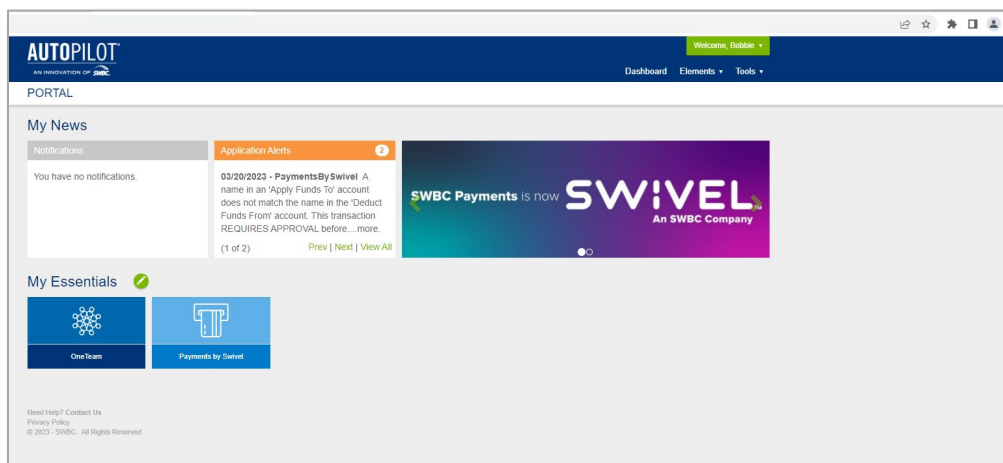 Welcome, Bobbie
AUTOPILOT
AN INNOVATION OF SWBC
Dashboard Elements Tools
PORTAL
My News
Notifications
You have no notifications.
Application Alerts 2
03/20/2023 - PaymentsBySwivel A
name in an 'Apply Funds To' account
does not match the name in the 'Deduct
Funds From' account. This transaction
REQUIRES APPROVAL before....more.
(1 of 2) Prev | Next | View All
SWBC Payments is now SWIVEL
An SWBC Company
My Essentials
OneTeam
Payments by Swivel
Need Help? Contact Us
Privacy Policy
© 2023 - SWBC. All Rights Reserved